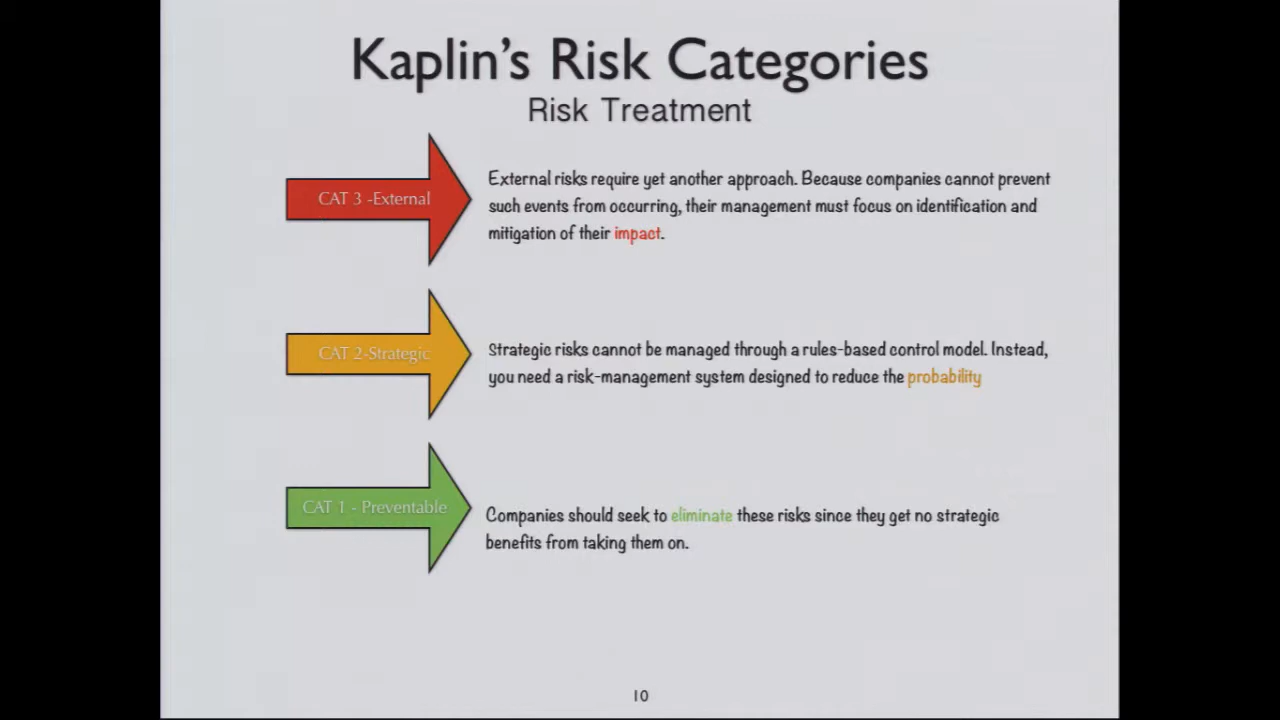 Kaplin's Risk Categories
Risk Treatment
CAT 3 -External
External risks require yet another approach. Because companies cannot prevent
such events from occurring, their management must focus on identification and
mitigation of their impact.
CAT 2-Strategic
Strategic risks cannot be managed through a rules-based control model. Instead,
you need a risk-management system designed to reduce the probability
CAT 1 - Preventable
Companies should seek to eliminate these risks since they get no strategic
benefits from taking them on.
10